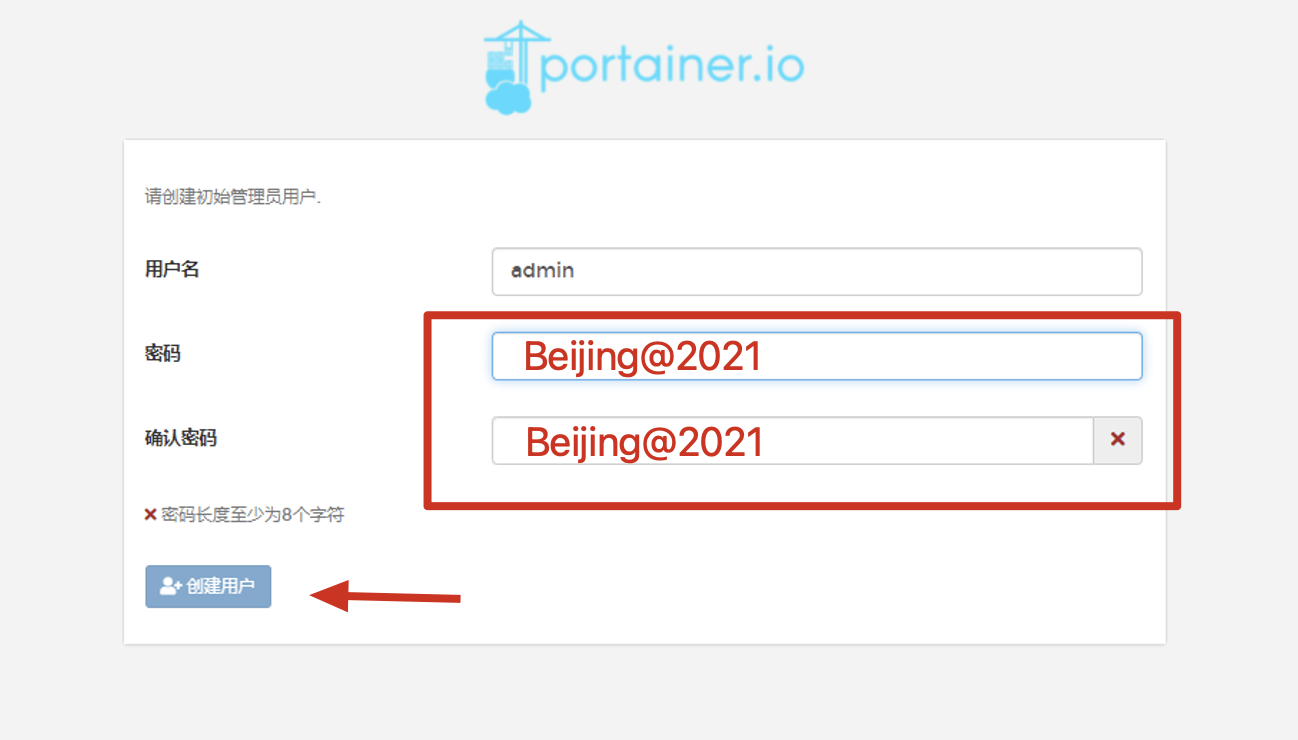 portainer.io
请创建初始管理员用户.
用户名
admin
密码
Beijing@2021
确认密码
Beijing@2021
密码长度至少为8个字符
创建用户